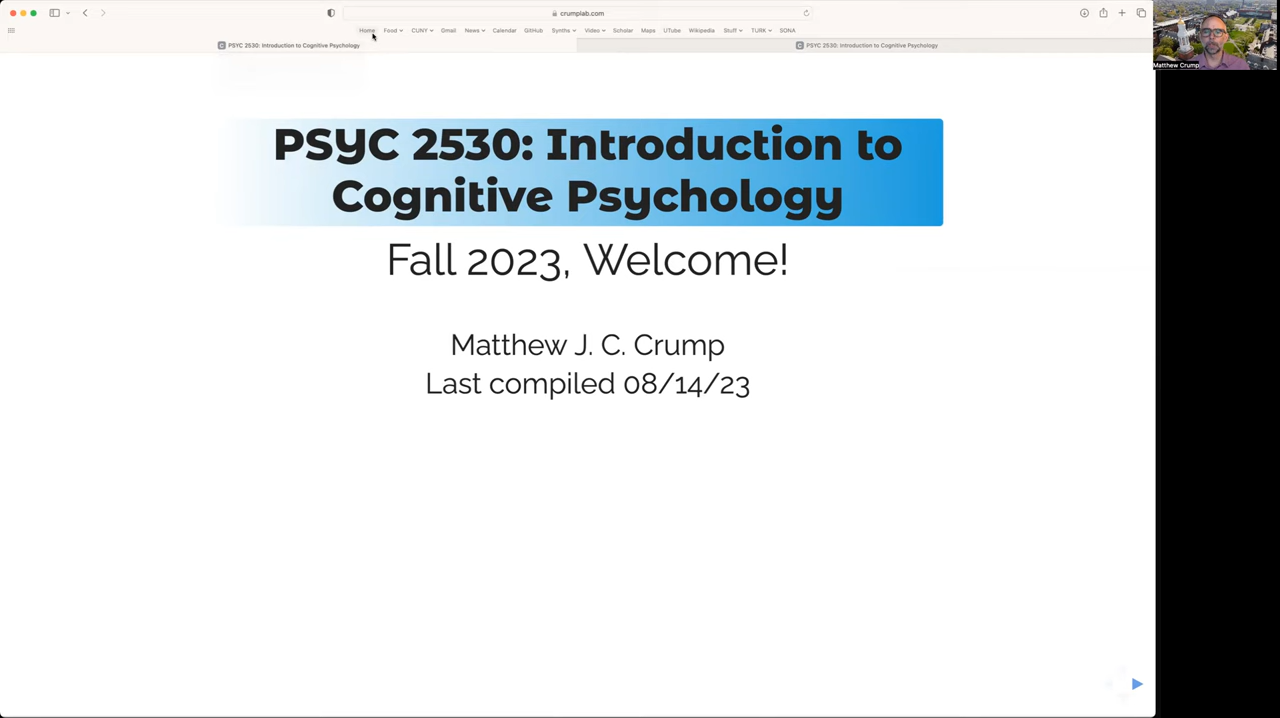 crumplab.com
Home Food CUNY Gmail News Calendar GitHub Synths Video Scholar Maps UTube Wikipedia Stuff TURK SONA
PSYC 2530: Introduction to Cognitive Psychology
PSYC 2530: Introduction to Cognitive Psychology
Matthew Crump
PSYC 2530: Introduction to
Cognitive Psychology
Fall 2023, Welcome!
Matthew J. C. Crump
Last compiled 08/14/23